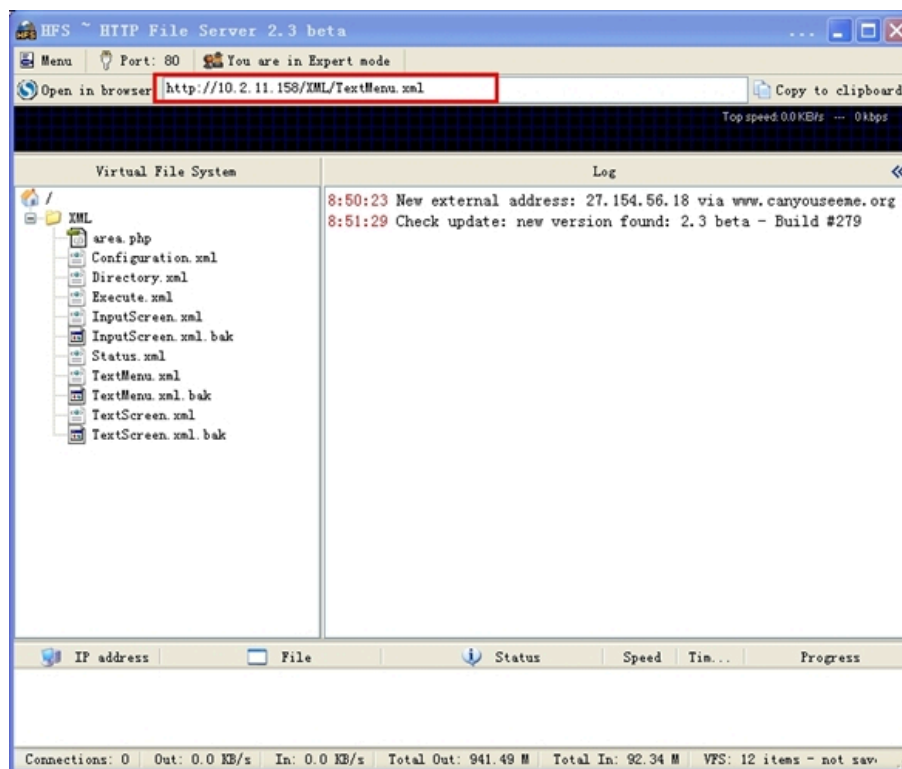 HFS ~ HTTP File Server 2.3 beta ...
Menu Port: 80 You are in Expert mode
Open in browser http://10.2.11.158/XML/TextMenu.xml Copy to clipboard
Top speed: 0.0 KB/s --- 0 kbps
Virtual File System
/
XML
area.php
Configuration.xml
Directory.xml
Execute.xml
InputScreen.xml
InputScreen.xml.bak
Status.xml
TextMenu.xml
TextMenu.xml.bak
TextScreen.xml
TextScreen.xml.bak
Log
8:50:23 New external address: 27.154.56.18 via www.canyouseeme.org
8:51:29 Check update: new version found: 2.3 beta - Build #279
IP address File Status Speed Tim... Progress
Connections: 0 Out: 0.0 KB/s In: 0.0 KB/s Total Out: 941.49 M Total In: 92.34 M VFS: 12 items - not sav